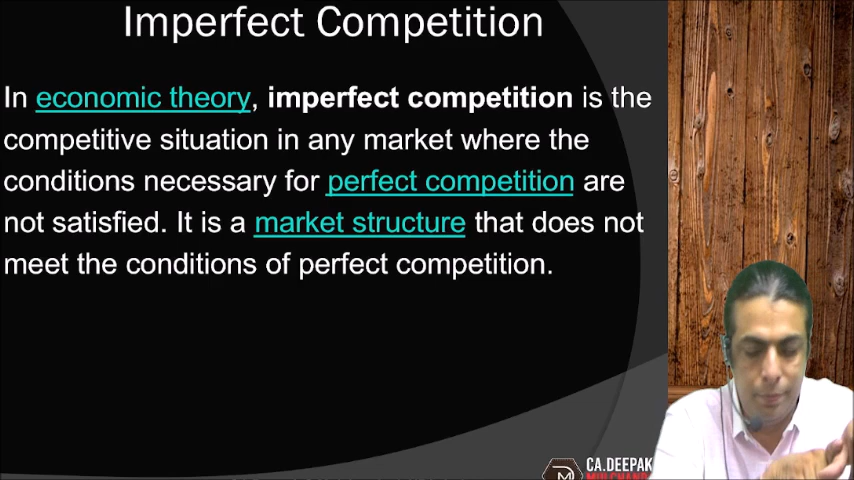 Imperfect Competition
In economic theory, imperfect competition is the
competitive situation in any market where the
conditions necessary for perfect competition are
not satisfied. It is a market structure that does not
meet the conditions of perfect competition.
CA.DEEPAK